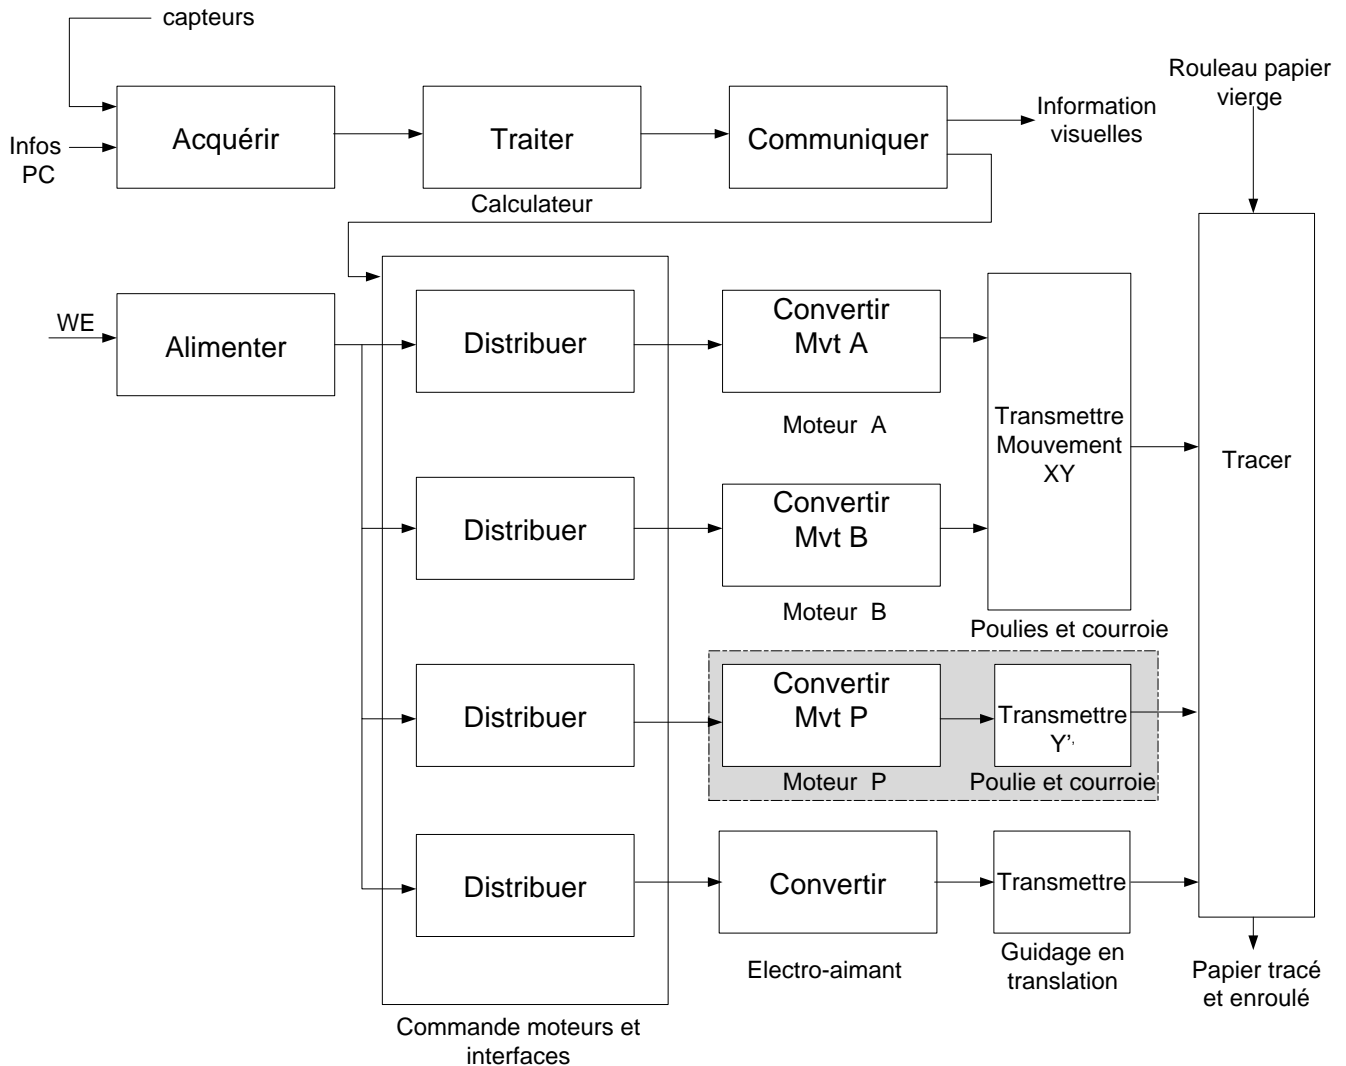 capteurs
Rouleau papier
vierge
Infos
PC
Acquérir
Traiter
Communiquer
Information
visuelles
Calculateur
WE
Alimenter
Distribuer
Convertir
Mvt A
Moteur A
Transmettre
Mouvement
XY
Tracer
Distribuer
Convertir
Mvt B
Moteur B
Poulies et courroie
Distribuer
Convertir
Mvt P
Moteur P
Transmettre
Y',
Poulie et courroie
Distribuer
Convertir
Transmettre
Electro-aimant
Guidage en
translation
Papier tracé
et enroulé
Commande moteurs et
interfaces